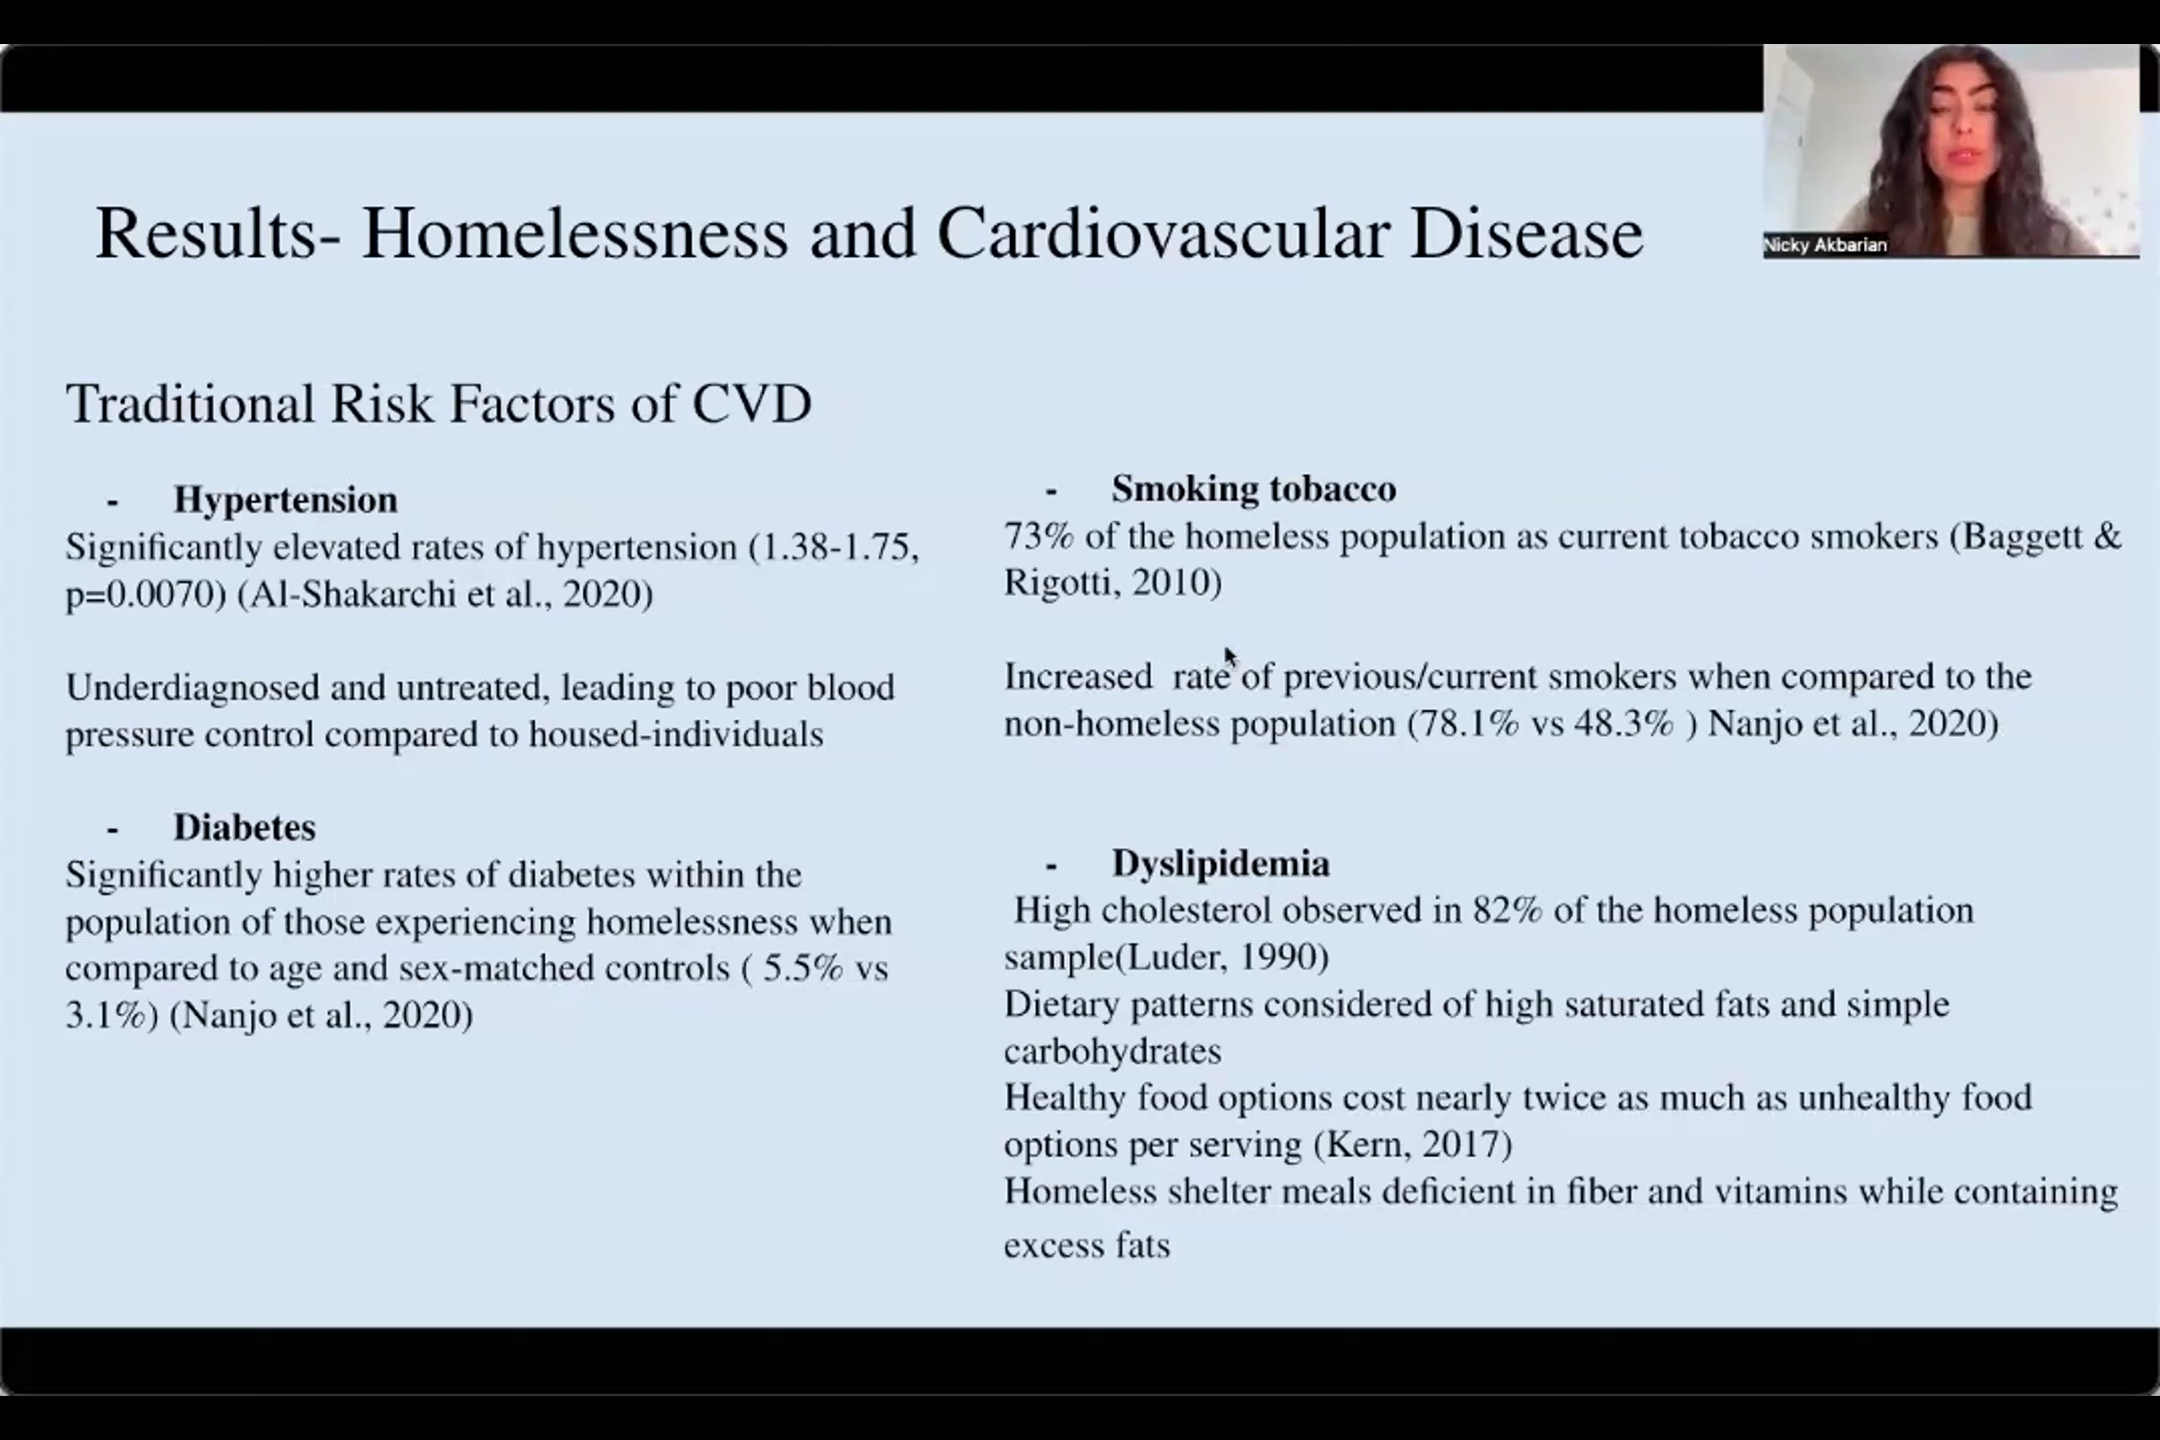 Nicky Akbarian
Results- Homelessness and Cardiovascular Disease
Traditional Risk Factors of CVD
- Hypertension
Significantly elevated rates of hypertension (1.38-1.75,
p=0.0070) (Al-Shakarchi et al., 2020)
Underdiagnosed and untreated, leading to poor blood
pressure control compared to housed-individuals
- Diabetes
Significantly higher rates of diabetes within the
population of those experiencing homelessness when
compared to age and sex-matched controls ( 5.5% vs
3.1%) (Nanjo et al., 2020)
- Smoking tobacco
73% of the homeless population as current tobacco smokers (Baggett &
Rigotti, 2010)
Increased  rate of previous/current smokers when compared to the
non-homeless population (78.1% vs 48.3% ) Nanjo et al., 2020)
- Dyslipidemia
High cholesterol observed in 82% of the homeless population
sample(Luder, 1990)
Dietary patterns considered of high saturated fats and simple
carbohydrates
Healthy food options cost nearly twice as much as unhealthy food
options per serving (Kern, 2017)
Homeless shelter meals deficient in fiber and vitamins while containing
excess fats